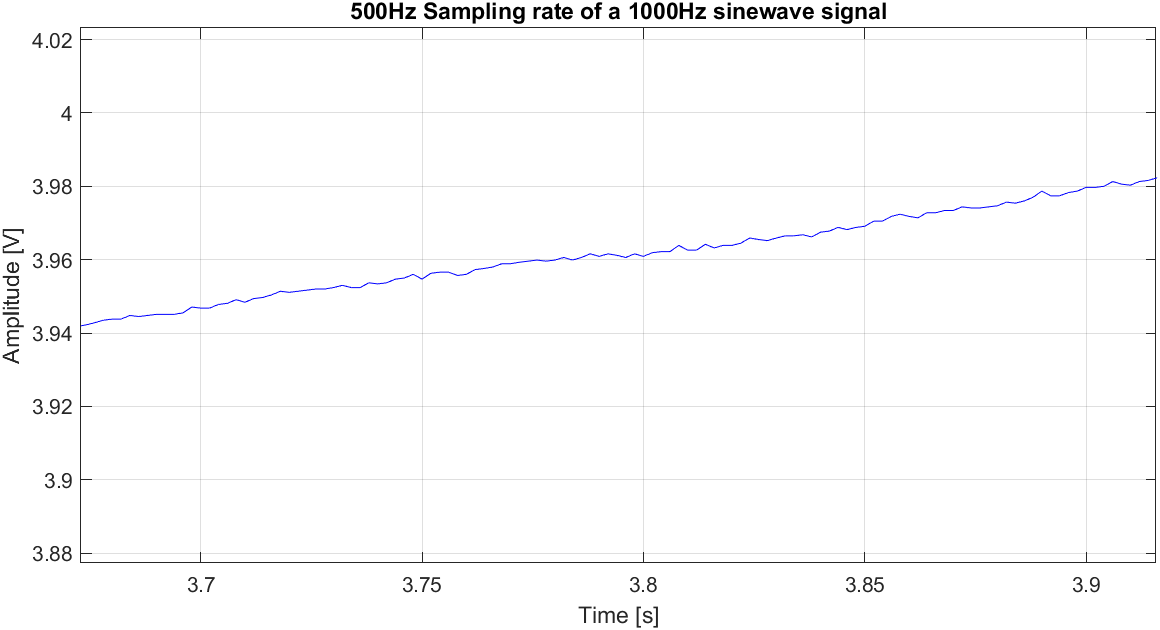 500Hz Sampling rate of a 1000Hz sinewave signal
4.02
4
3.98
3.96
3.94
3.92
3.9
3.88
Amplitude [V]
3.7 3.75 3.8 3.85 3.9
Time [s]